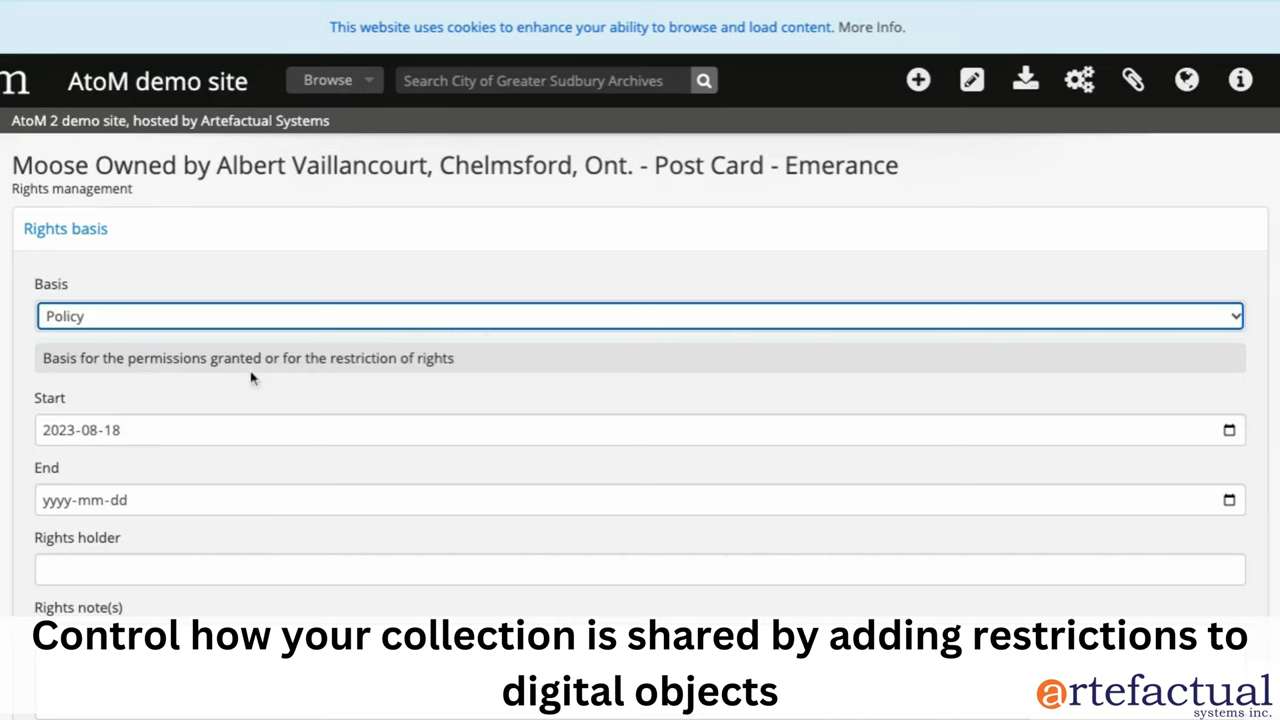 This website uses cookies to enhance your ability to browse and load content. More Info.
m AtoM demo site Browse Search City of Greater Sudbury Archives
AtoM 2 demo site, hosted by Artefactual Systems
Moose Owned by Albert Vaillancourt, Chelmsford, Ont. - Post Card - Emerance
Rights management
Rights basis
Basis
Policy
Basis for the permissions granted or for the restriction of rights
Start
2023-08-18
End
yyyy-mm-dd
Rights holder
Rights note(s)
Control how your collection is shared by adding restrictions to
digital objects
artefactual
systems inc.